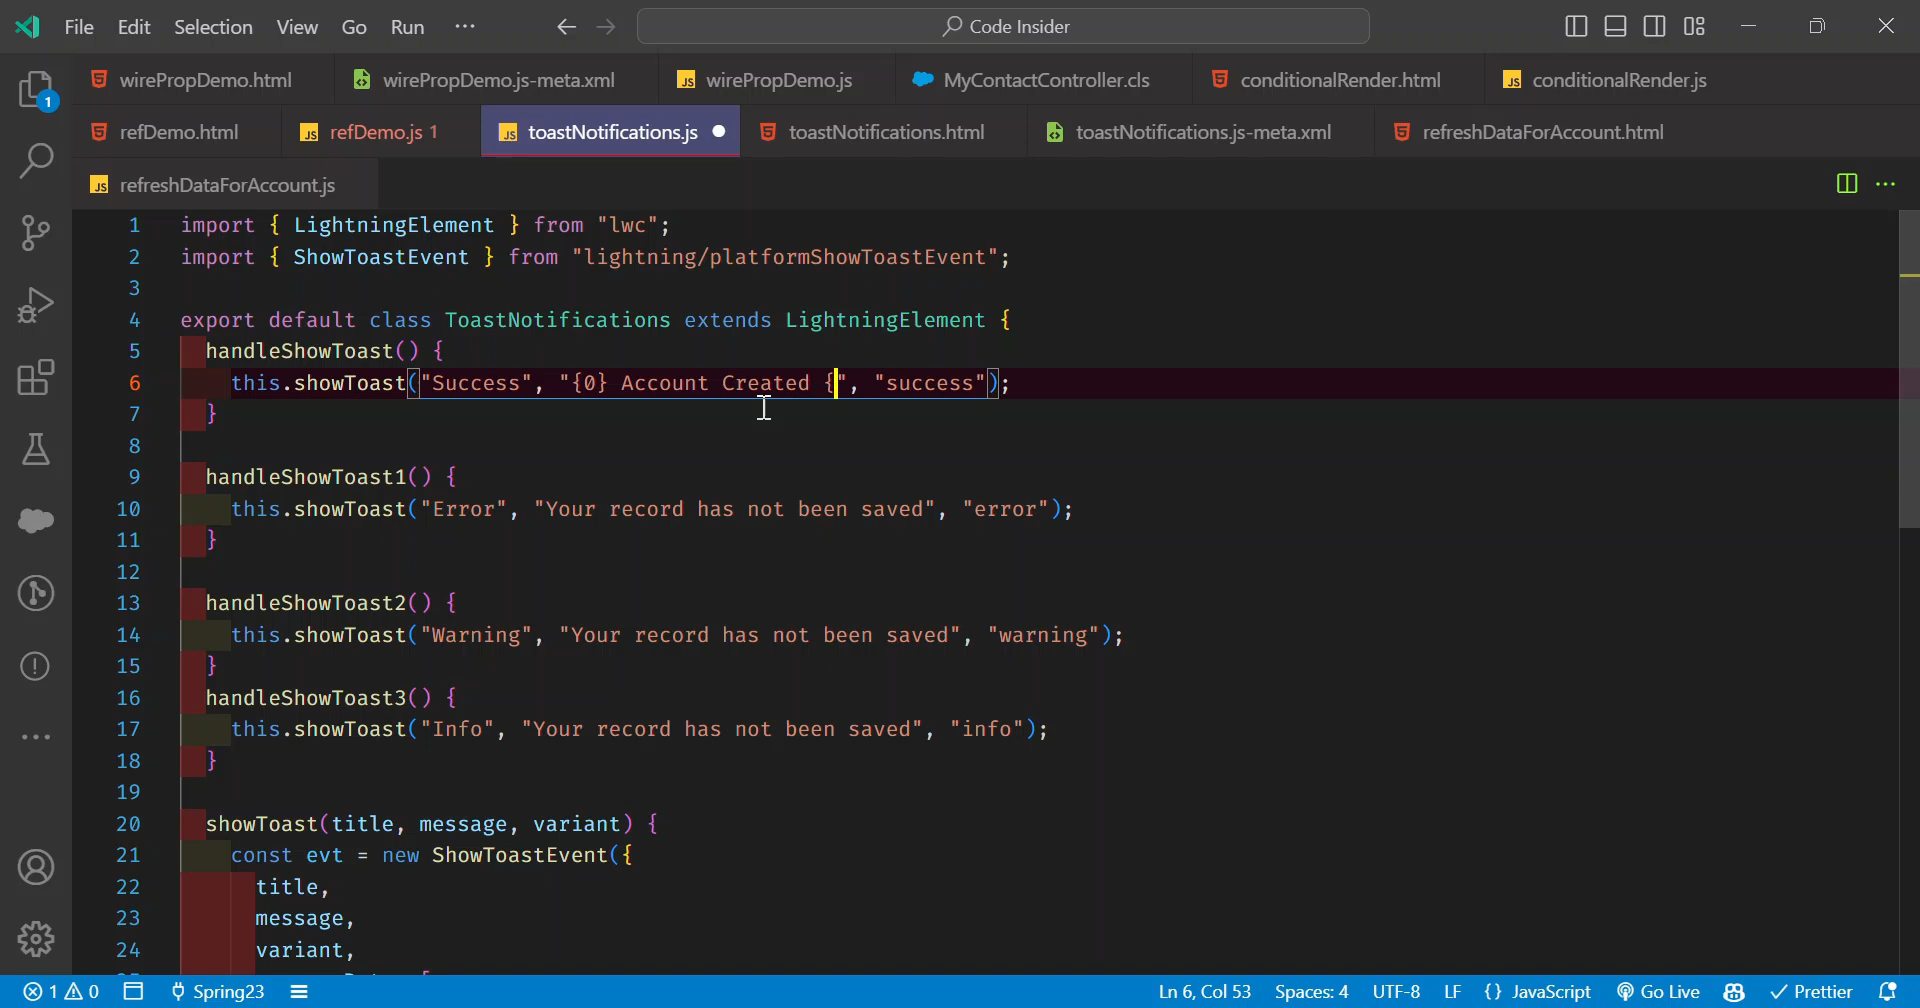 File Edit Selection View Go Run ··· Code Insider
wirePropDemo.html wirePropDemo.js-meta.xml JS wirePropDemo.js MyContactController.cls conditionalRender.html JS conditionalRender.js
refDemo.html JS refDemo.js 1 JS toastNotifications.js toastNotifications.html toastNotifications.js-meta.xml refreshDataForAccount.html
JS refreshDataForAccount.js
1
1 import { LightningElement } from "lwc";
2 import { ShowToastEvent } from "lightning/platformShowToastEvent";
3
4 export default class ToastNotifications extends LightningElement {
5 handleShowToast() {
6 this.showToast("Success", "{0} Account Created {", "success");
7 }
8
9 handleShowToast1() {
10 this.showToast("Error", "Your record has not been saved", "error");
11 }
12
13 handleShowToast2() {
14 this.showToast("Warning", "Your record has not been saved", "warning");
15 }
16 handleShowToast3() {
17 this.showToast("Info", "Your record has not been saved", "info");
18 }
19
20 showToast(title, message, variant) {
21 const evt = new ShowToastEvent({
22 title,
23 message,
24 variant,
1 0 Spring23 Ln 6, Col 53 Spaces: 4 UTF-8 LF {} JavaScript Go Live Prettier